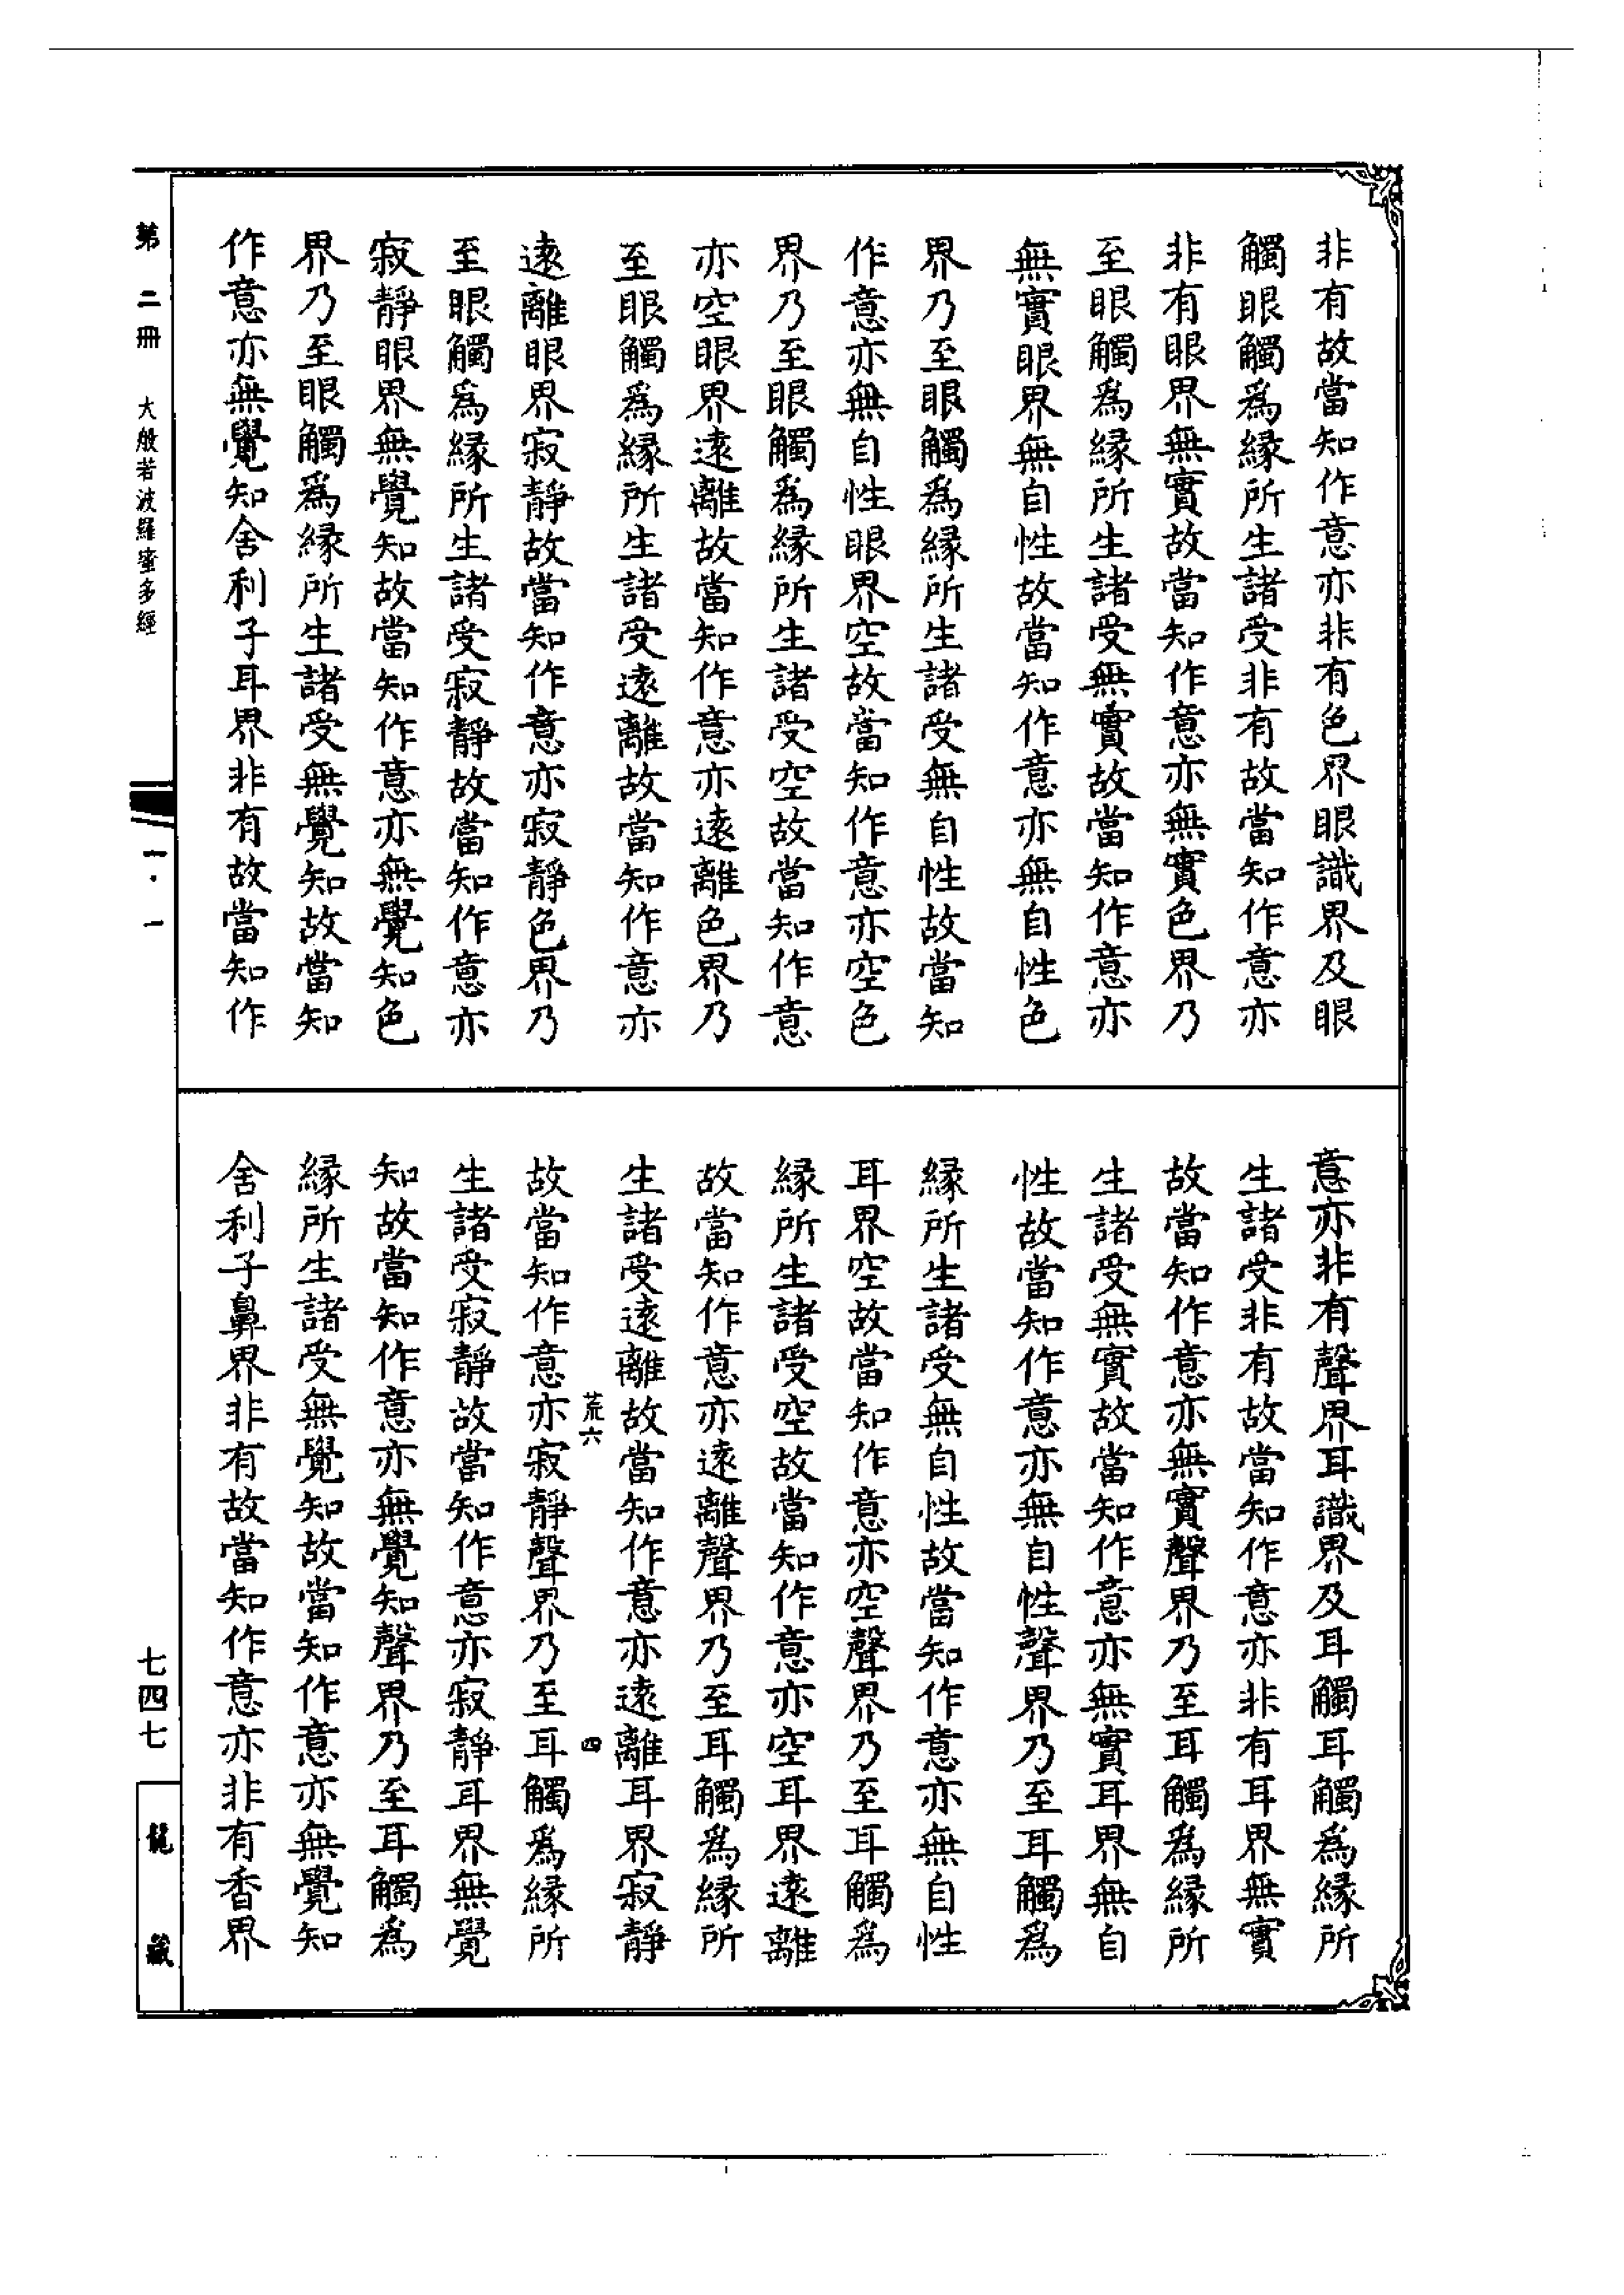 非有故當知作意亦非有色界眼識界及眼
觸眼觸爲緣所生諸受非有故當知作意亦
非有眼界無實故當知作意亦無實色界乃
至眼觸爲緣所生諸受無實故當知作意亦
無實眼界無自性故當知作意亦無自性色
界乃至眼觸爲緣所生諸受無自性故當知
作意亦無自性眼界空故當知作意亦空色
界乃至眼觸爲緣所生諸受空故當知作意
亦空眼界遠離故當知作意亦遠離色界乃
至眼觸爲緣所生諸受遠離故當知作意亦
遠離眼界寂靜故當知作意亦寂靜色界乃
至眼觸爲緣所生諸受寂靜故當知作意亦
寂靜眼界無覺知故當知作意亦無覺知色
界乃至眼觸爲緣所生諸受無覺知故當知
作意亦無覺知舍利子耳界非有故當知作
意亦非有聲界耳識界及耳觸耳觸爲緣所
生諸受非有故當知作意亦非有耳界無實
故當知作意亦無實聲界乃至耳觸爲緣所
生諸受無實故當知作意亦無實耳界無自
性故當知作意亦無自性聲界乃至耳觸爲
緣所生諸受無自性故當知作意亦無自性
耳界空故當知作意亦空聲界乃至耳觸爲
緣所生諸受空故當知作意亦空耳界遠離
故當知作意亦遠離聲界乃至耳觸爲緣所
生諸受遠離故當知作意亦遠離耳界寂靜
荒六 四
故當知作意亦寂靜聲界乃至耳觸爲緣所
生諸受寂靜故當知作意亦寂靜耳界無覺
知故當知作意亦無覺知聲界乃至耳觸爲
緣所生諸受無覺知故當知作意亦無覺知
舍利子鼻界非有故當知作意亦非有香界
第二冊 大般若波羅蜜多經
一·一
七四七
龍藏